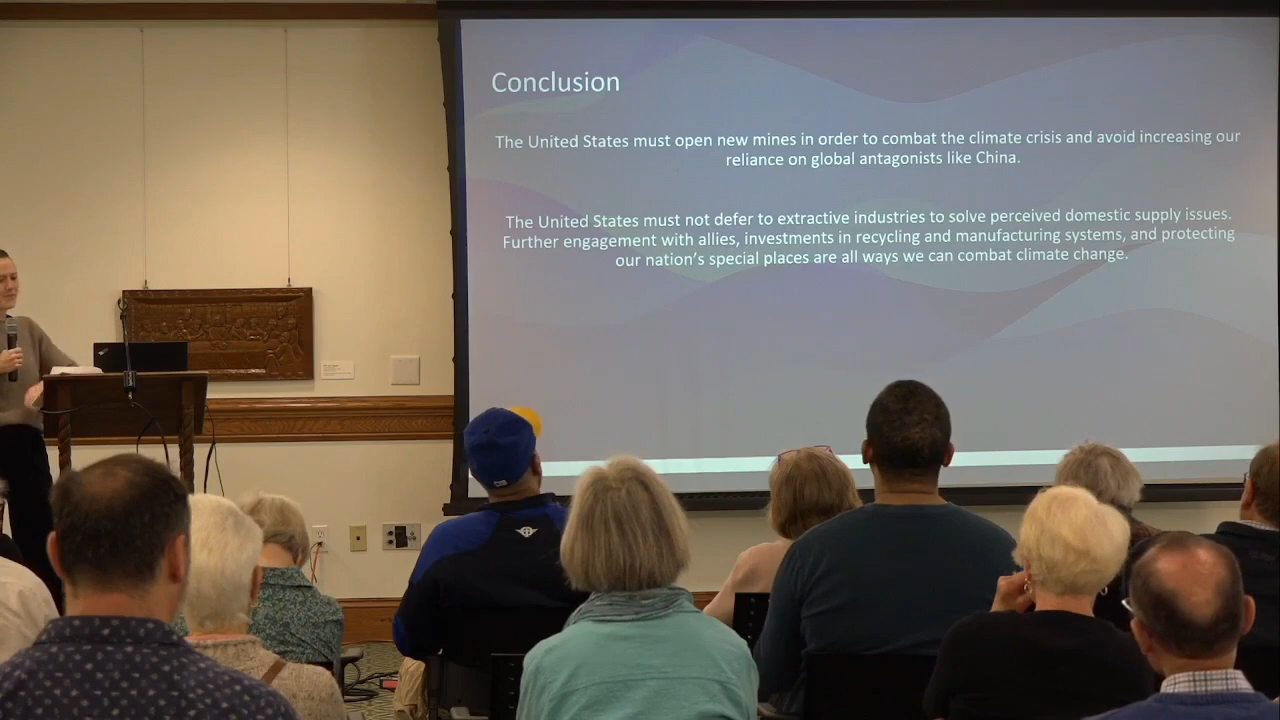 Conclusion
The United States must open new mines in order to combat the climate crisis and avoid increasing our
reliance on global antagonists like China.
The United States must not defer to extractive industries to solve perceived domestic supply issues.
Further engagement with allies, investments in recycling and manufacturing systems, and protecting
our nation's special places are all ways we can combat climate change.